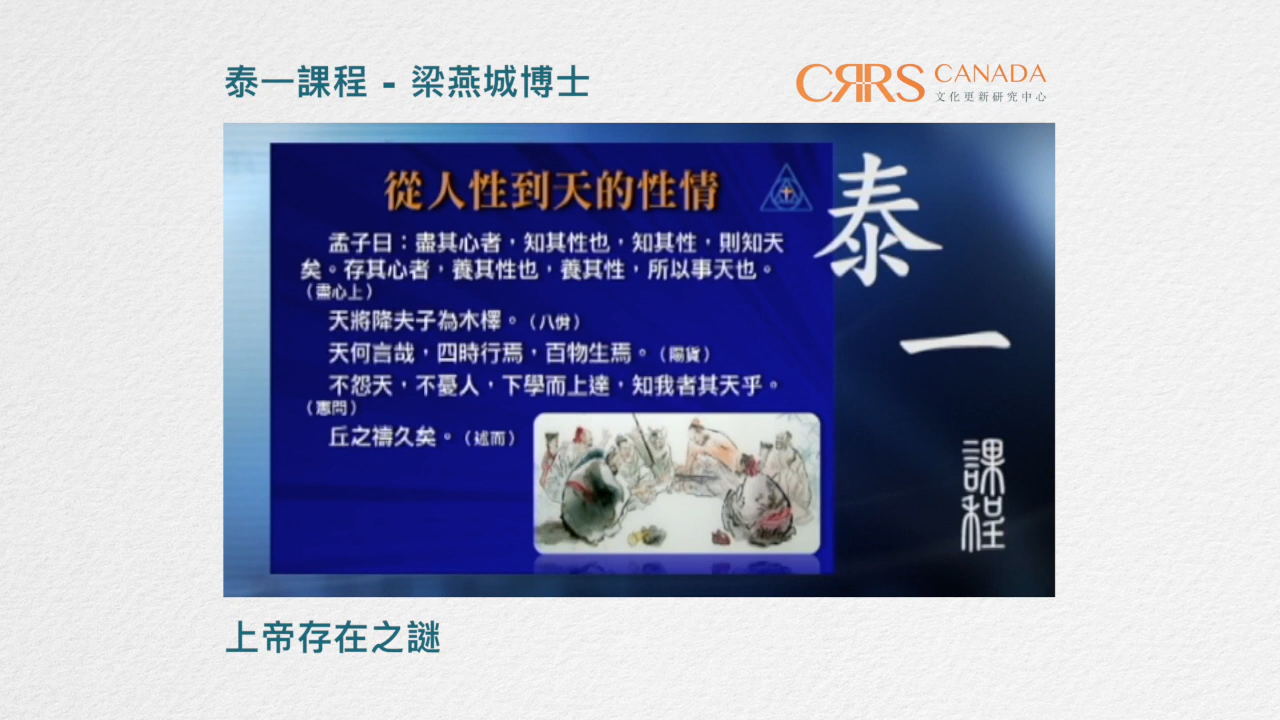 泰一課程 - 梁燕城博士
CRRS CANADA
文化更新研究中心
從人性到天的性情
孟子曰：盡其心者，知其性也，知其性，則知天
矣。存其心者，養其性也，養其性，所以事天也。
（盡心上）
天將降夫子為木櫸。（八佾）
天何言哉，四時行焉，百物生焉。（陽貨）
不怨天，不憂人，下學而上達，知我者其天乎。
（憲問）
丘之禱久矣。（述而）
泰一
課程
上帝存在之謎